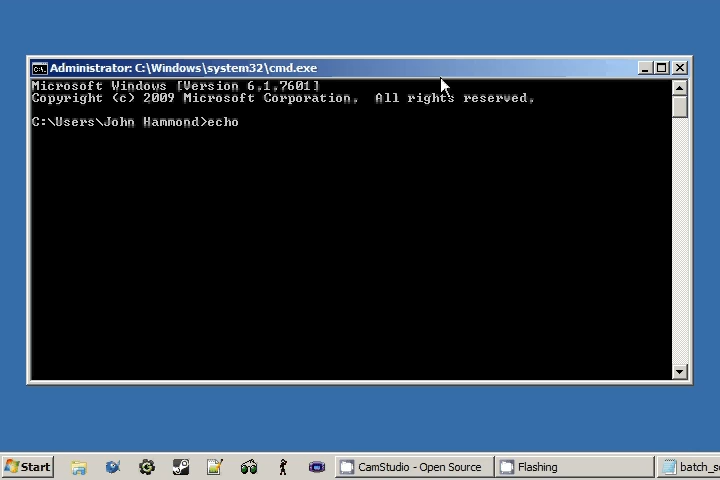 Administrator: C:\Windows\system32\cmd.exe
Microsoft Windows [Version 6.1.7601]
Copyright (c) 2009 Microsoft Corporation.  All rights reserved.
C:\Users\John Hammond>echo
Start
CamStudio - Open Source
Flashing